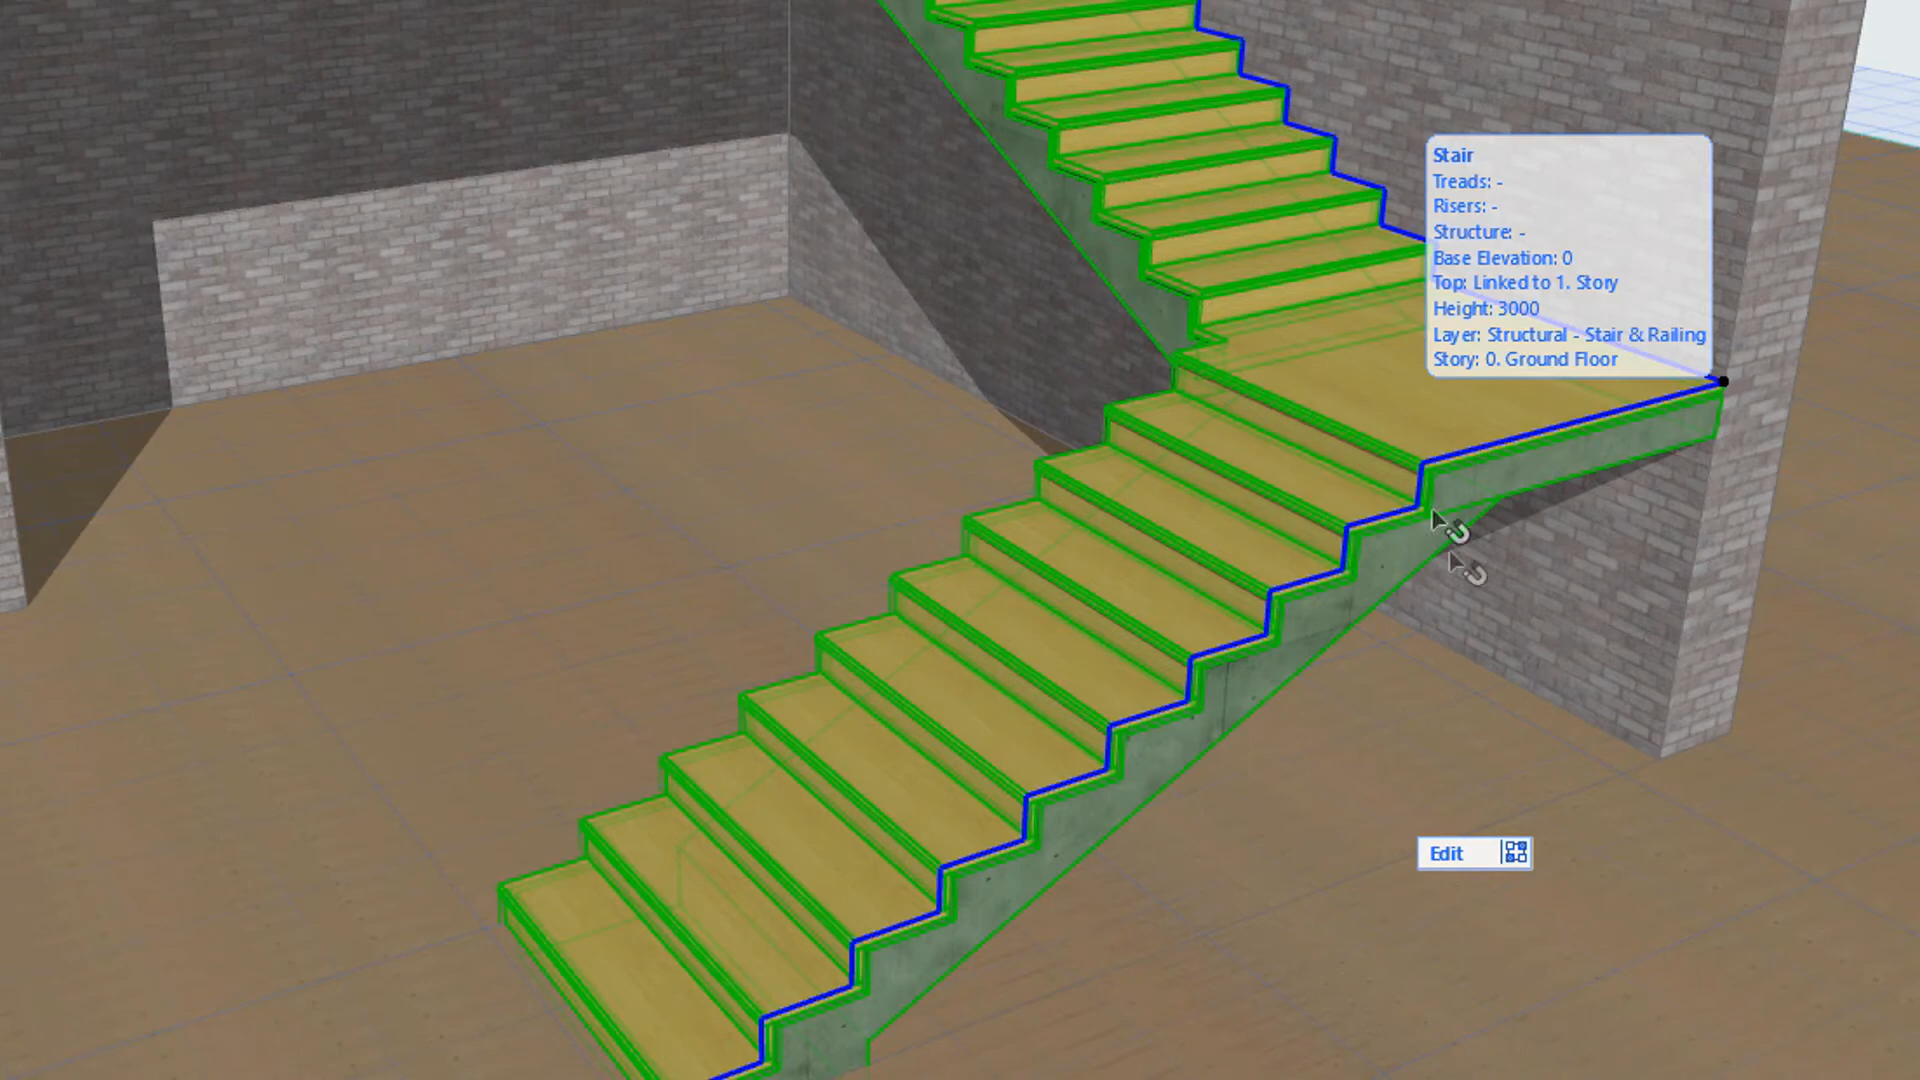 Stair
Treads: -
Risers: -
Structure: -
Base Elevation: 0
Top: Linked to 1. Story
Height: 3000
Layer: Structural - Stair & Railing
Story: 0. Ground Floor
Edit